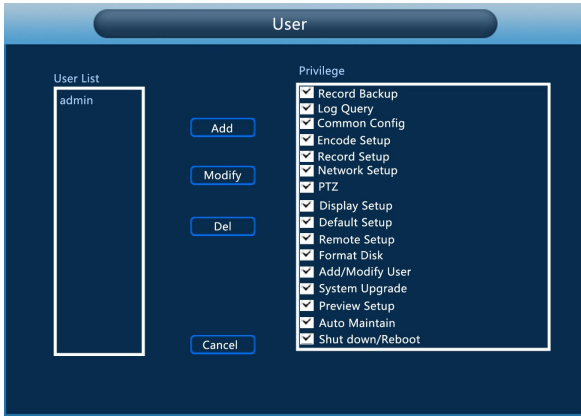 User
User List
admin
Add
Modify
Del
Cancel
Privilege
Record Backup
Log Query
Common Config
Encode Setup
Record Setup
Network Setup
PTZ
Display Setup
Default Setup
Remote Setup
Format Disk
Add/Modify User
System Upgrade
Preview Setup
Auto Maintain
Shut down/Reboot